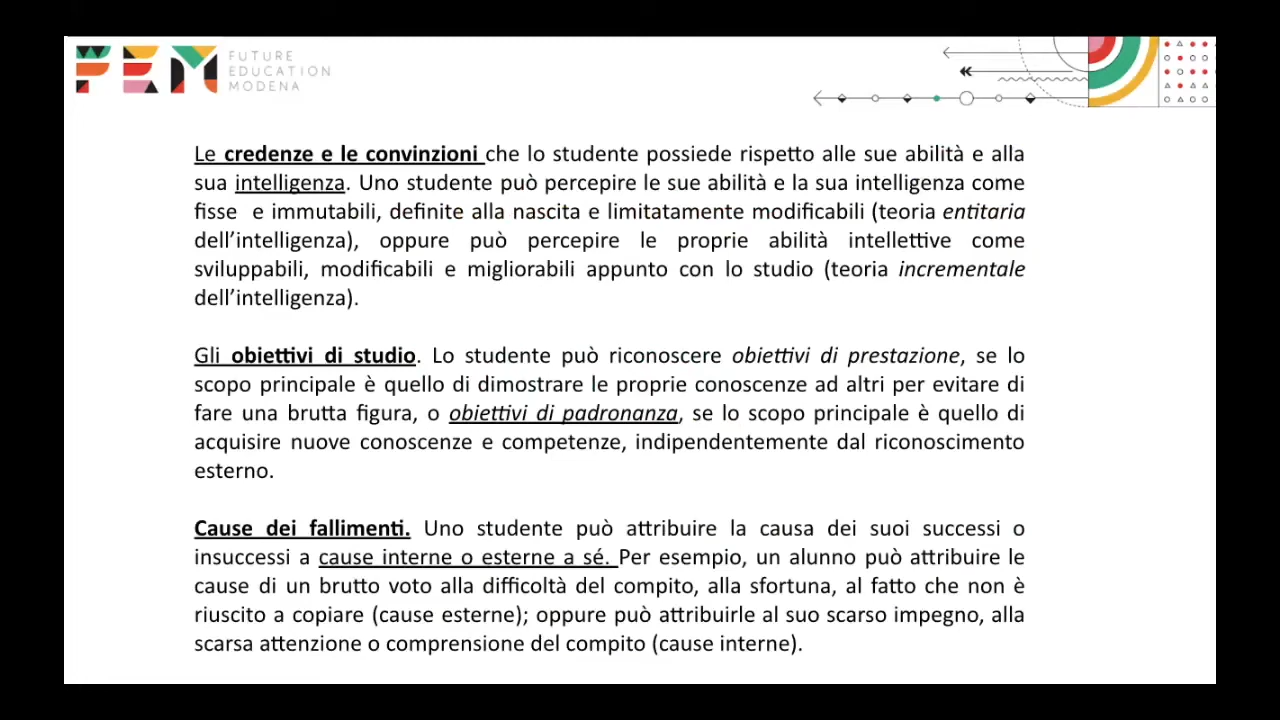 FEM
FUTURE
EDUCATION
MODENA
Le credenze e le convinzioni che lo studente possiede rispetto alle sue abilità e alla
sua intelligenza. Uno studente può percepire le sue abilità e la sua intelligenza come
fisse e immutabili, definite alla nascita e limitatamente modificabili (teoria entitaria
dell’intelligenza), oppure può percepire le proprie abilità intellettive come
sviluppabili, modificabili e migliorabili appunto con lo studio (teoria incrementale
dell’intelligenza).
Gli obiettivi di studio. Lo studente può riconoscere obiettivi di prestazione, se lo
scopo principale è quello di dimostrare le proprie conoscenze ad altri per evitare di
fare una brutta figura, o obiettivi di padronanza, se lo scopo principale è quello di
acquisire nuove conoscenze e competenze, indipendentemente dal riconoscimento
esterno.
Cause dei fallimenti. Uno studente può attribuire la causa dei suoi successi o
insuccessi a cause interne o esterne a sé. Per esempio, un alunno può attribuire le
cause di un brutto voto alla difficoltà del compito, alla sfortuna, al fatto che non è
riuscito a copiare (cause esterne); oppure può attribuirle al suo scarso impegno, alla
scarsa attenzione o comprensione del compito (cause interne).